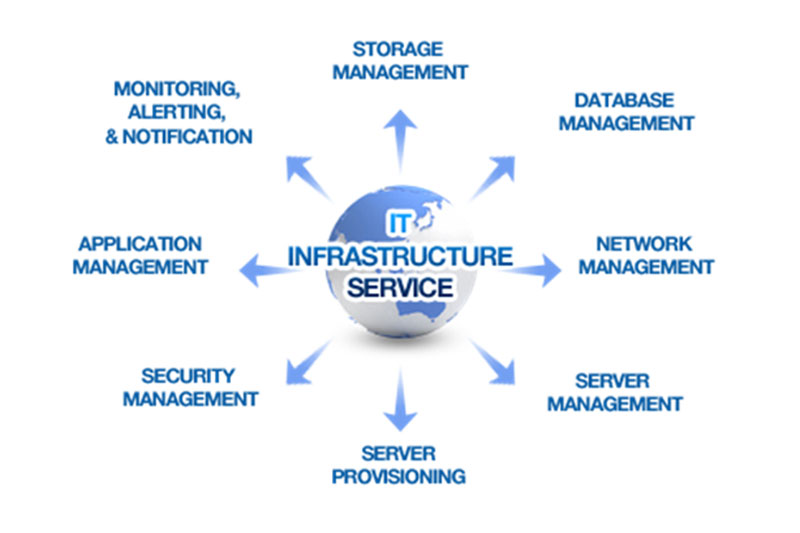 STORAGE
MANAGEMENT
MONITORING,
ALERTING,
& NOTIFICATION
DATABASE
MANAGEMENT
IT
INFRASTRUCTURE
SERVICE
APPLICATION
MANAGEMENT
NETWORK
MANAGEMENT
SECURITY
MANAGEMENT
SERVER
MANAGEMENT
SERVER
PROVISIONING